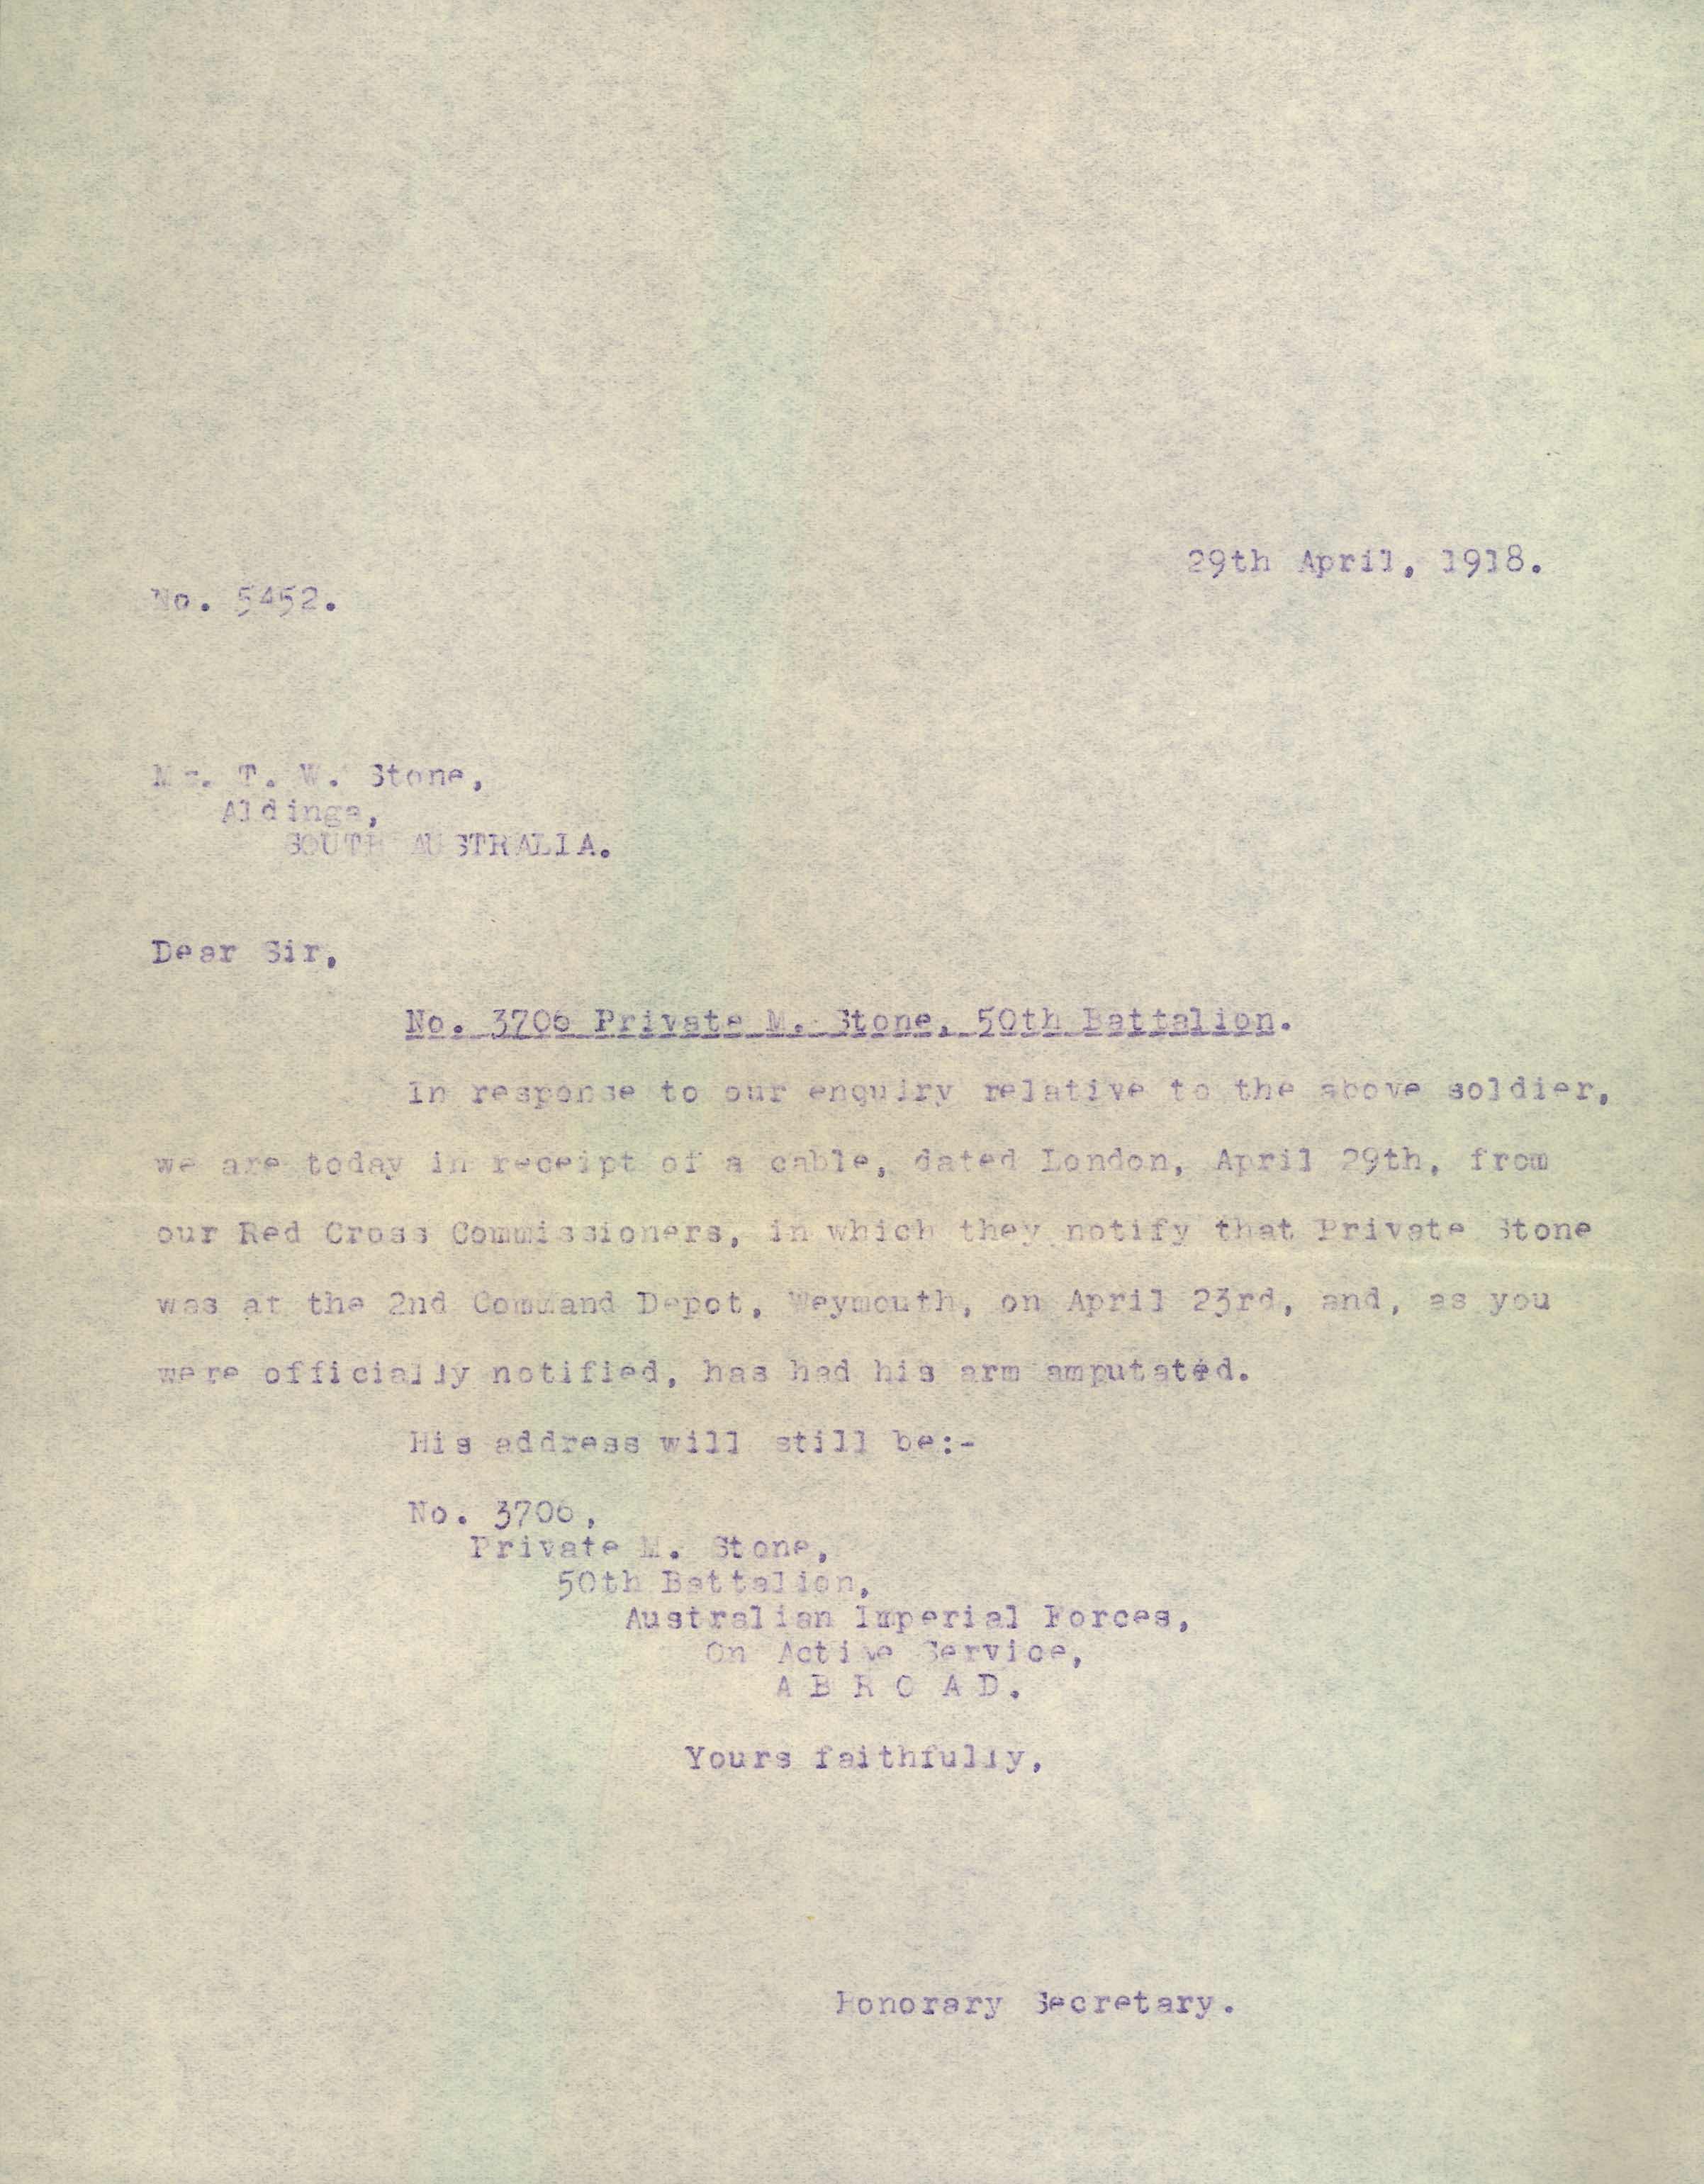 29th April, 1918.
No. 5452.
Mr. T. W. Stone,
Aldinga,
SOUTH AUSTRALIA.
Dear Sir,
No. 3706 Private M. Stone, 50th Battalion.
In response to our enquiry relative to the above soldier,
we are today in receipt of a cable, dated London, April 29th, from
our Red Cross Commissioners, in which they notify that Private Stone
was at the 2nd Command Depot, Weymouth, on April 23rd, and, as you
were officially notified, has had his arm amputated.
His address will still be:-
No. 3706,
Private M. Stone,
50th Battalion,
Australian Imperial Forces,
On Active Service,
A B R O A D.
Yours faithfully,
Honorary Secretary.